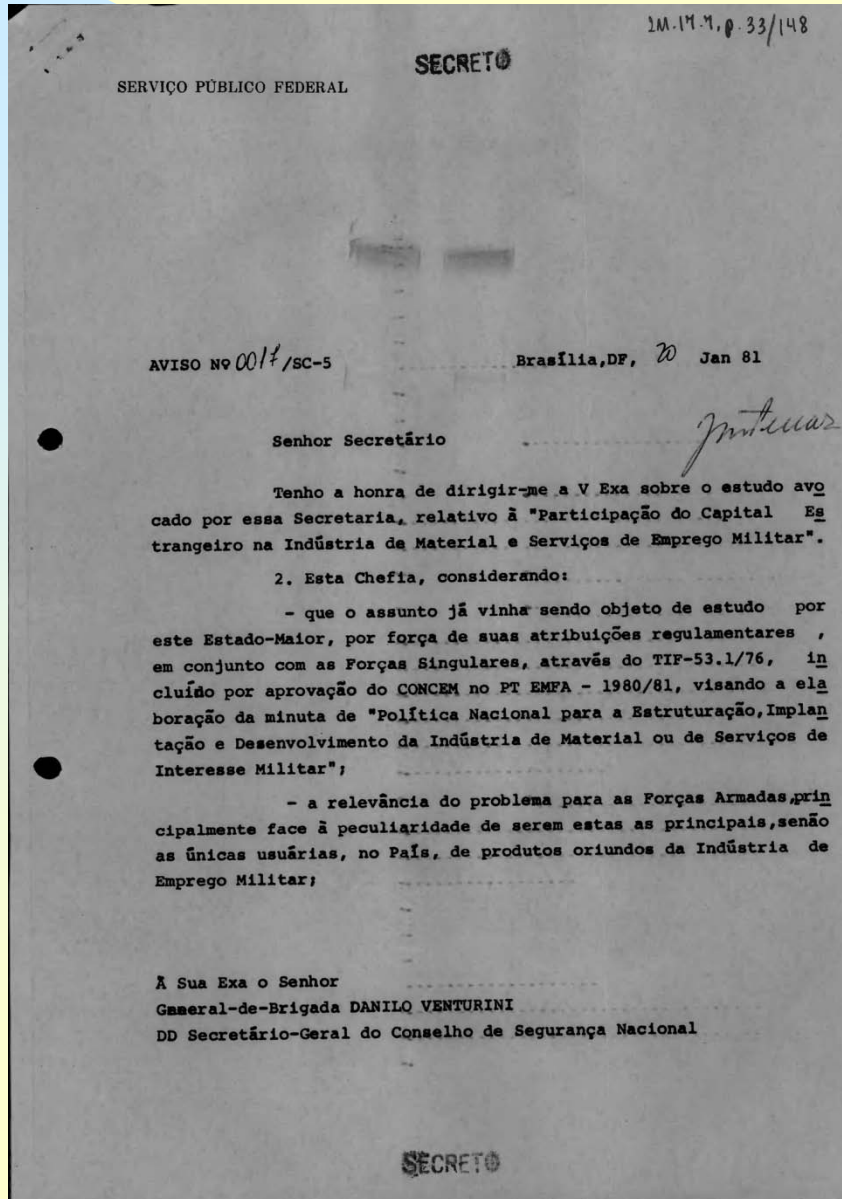 2M.17.7, p. 33/148
SECRETO
SERVIÇO PÚBLICO FEDERAL
AVISO Nº 0017/SC-5 Brasília,DF, 20 Jan 81
Senhor Secretário
Tenho a honra de dirigir-me a V Exa sobre o estudo avo
cado por essa Secretaria, relativo à "Participação do Capital Es
trangeiro na Indústria de Material e Serviços de Emprego Militar".
2. Esta Chefia, considerando:
- que o assunto já vinha sendo objeto de estudo por
este Estado-Maior, por força de suas atribuições regulamentares ,
em conjunto com as Forças Singulares, através do TIF-53.1/76, in
cluído por aprovação do CONCEM no PT EMFA - 1980/81, visando a ela
boração da minuta de "Política Nacional para a Estruturação,Implan
tação e Desenvolvimento da Indústria de Material ou de Serviços de
Interesse Militar";
- a relevância do problema para as Forças Armadas,prin
cipalmente face à peculiaridade de serem estas as principais,senão
as únicas usuárias, no País, de produtos oriundos da Indústria de
Emprego Militar;
À Sua Exa o Senhor
General-de-Brigada DANILO VENTURINI
DD Secretário-Geral do Conselho de Segurança Nacional
SECRETO